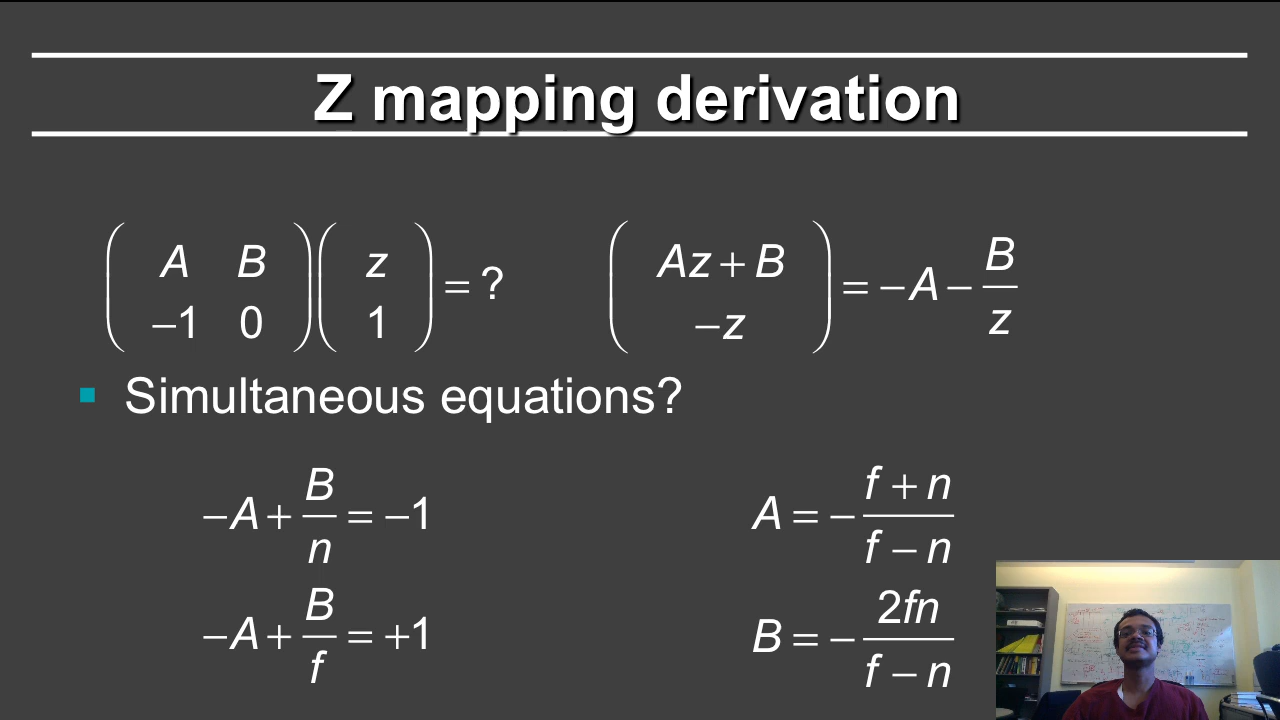 Z mapping derivation
( A B ; −1 0 ) ( z ; 1 ) = ?
( Az + B ; −z ) = −A − B/z
Simultaneous equations?
−A + B/n = −1
A = − (f + n)/(f − n)
−A + B/f = +1
B = − 2fn/(f − n)